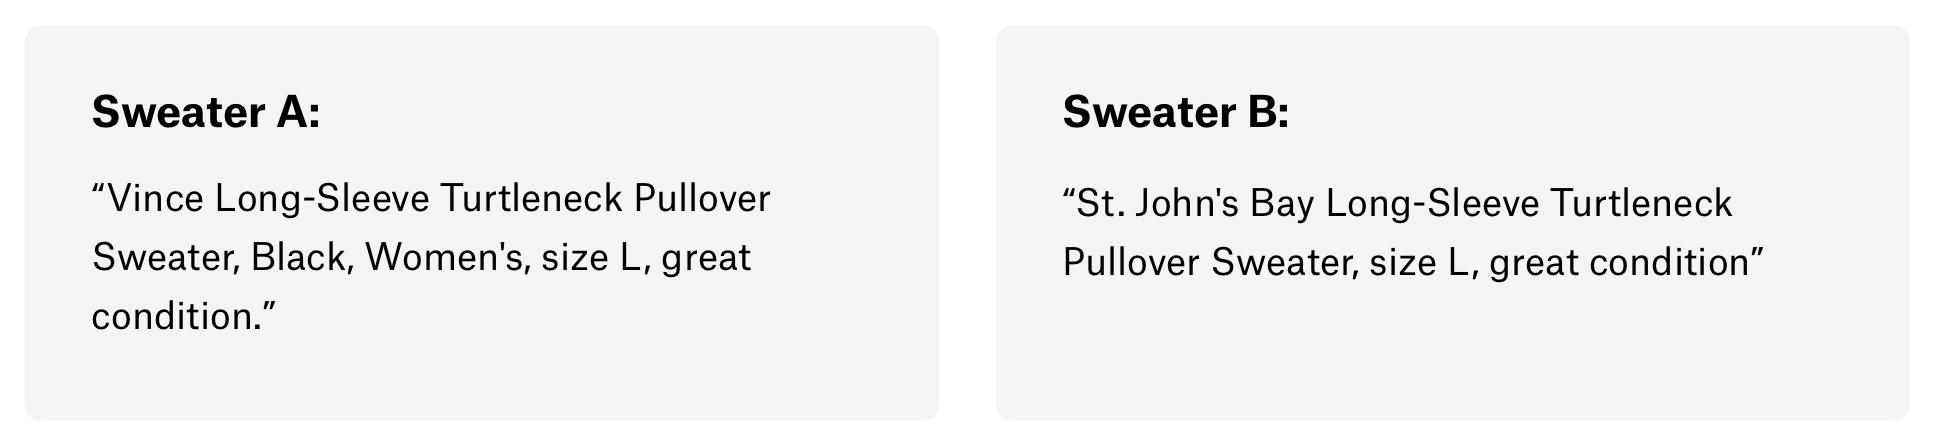 Sweater A:
“Vince Long-Sleeve Turtleneck Pullover
Sweater, Black, Women's, size L, great
condition.”
Sweater B:
“St. John's Bay Long-Sleeve Turtleneck
Pullover Sweater, size L, great condition”